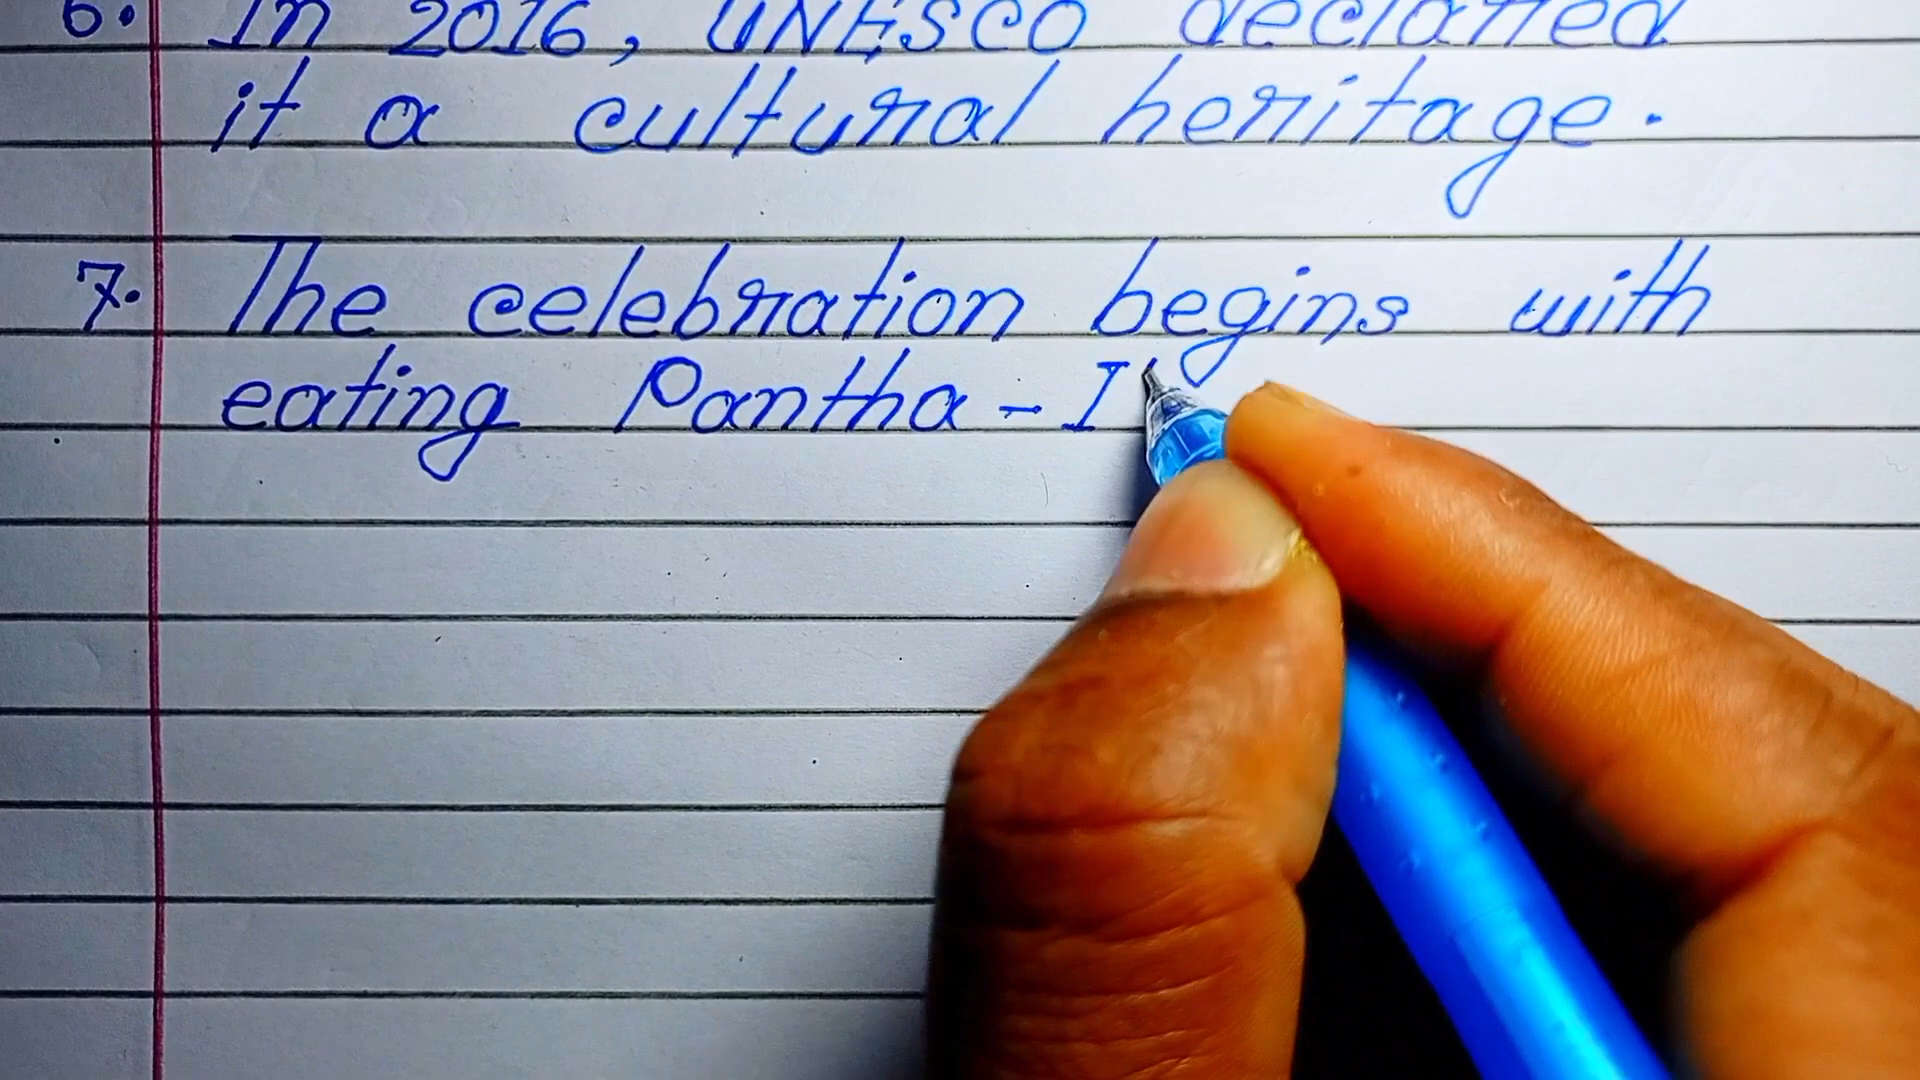 6. In 2016, UNESCO declared
it a cultural heritage.
7. The celebration begins with
eating Pantha - I